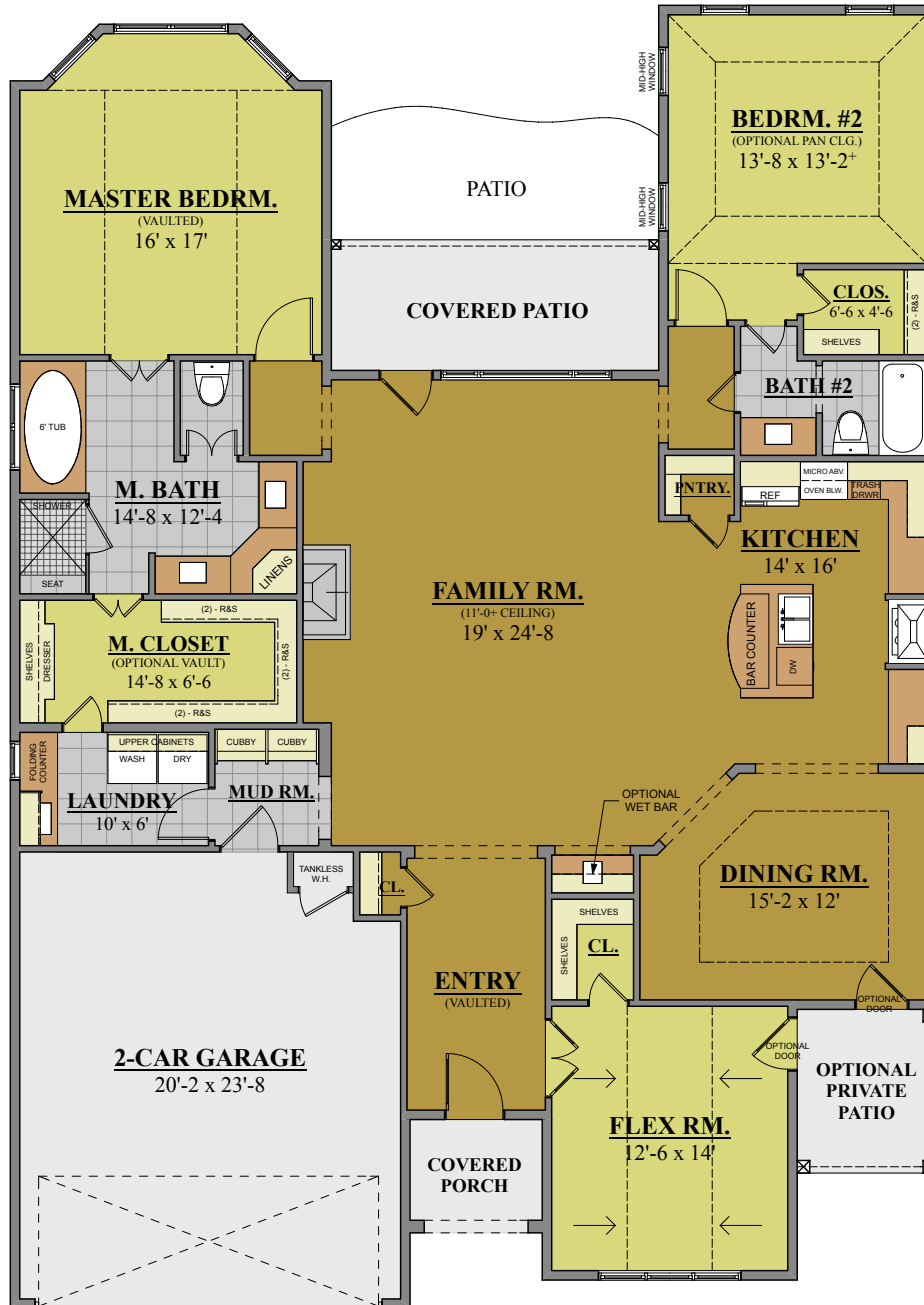 MID-HIGH
WINDOW
BEDRM. #2
(OPTIONAL PAN CLG.)
13'-8 x 13'-2+
MASTER BEDRM.
(VAULTED)
16' x 17'
PATIO
MID-HIGH
WINDOW
COVERED PATIO
CLOS.
6'-6 x 4'-6
(2) - R&S
SHELVES
BATH #2
6' TUB
M. BATH
14'-8 x 12'-4
SHOWER
SEAT
LINENS
PNTRY.
REF
MICRO ABV.
OVEN BLW.
TRASH
DRWR
KITCHEN
14' x 16'
FAMILY RM.
(11'-0+ CEILING)
19' x 24'-8
BAR COUNTER
DW
(2) - R&S
M. CLOSET
(OPTIONAL VAULT)
14'-8 x 6'-6
SHELVES
DRESSER
(2) - R&S
(2) - R&S
UPPER CABINETS
WASH
DRY
FOLDING
COUNTER
LAUNDRY
10' x 6'
CUBBY
CUBBY
MUD RM.
OPTIONAL
WET BAR
TANKLESS
W.H.
CL.
DINING RM.
15'-2 x 12'
SHELVES
SHELVES
CL.
ENTRY
(VAULTED)
OPTIONAL
DOOR
OPTIONAL
DOOR
2-CAR GARAGE
20'-2 x 23'-8
OPTIONAL
PRIVATE
PATIO
FLEX RM.
12'-6 x 14'
COVERED
PORCH